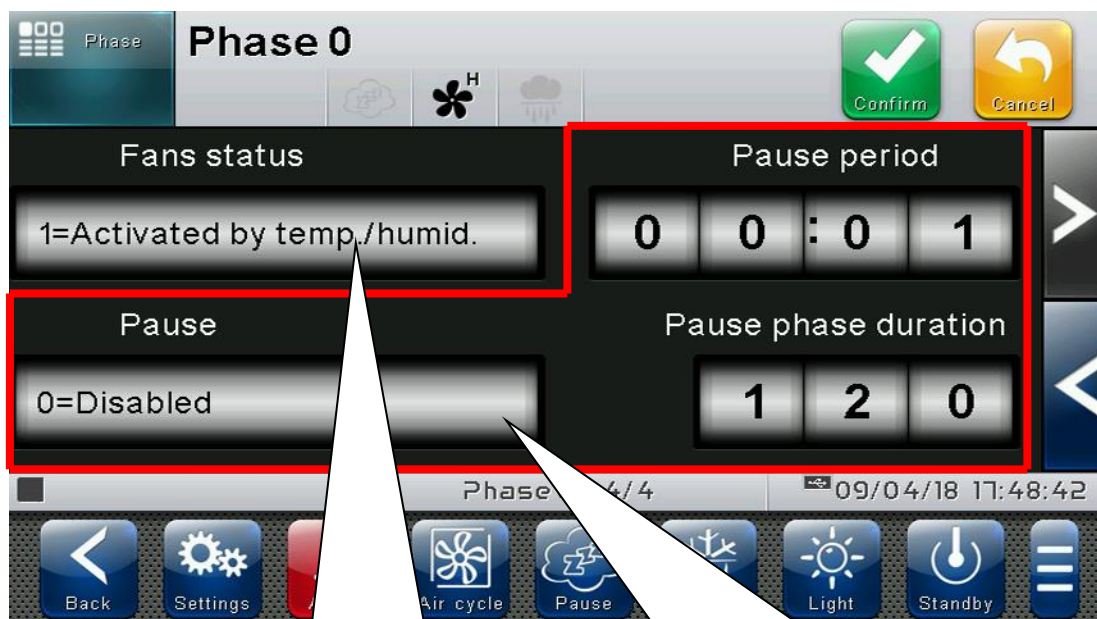 Phase
Phase 0
H
Confirm
Cancel
Fans status
Pause period
1=Activated by temp./humid.
0 0 : 0 1
Pause
Pause phase duration
0=Disabled
1 2 0
Phase 4/4
09/04/18 17:48:42
Back
Settings
Air cycle
Pause
Light
Standby